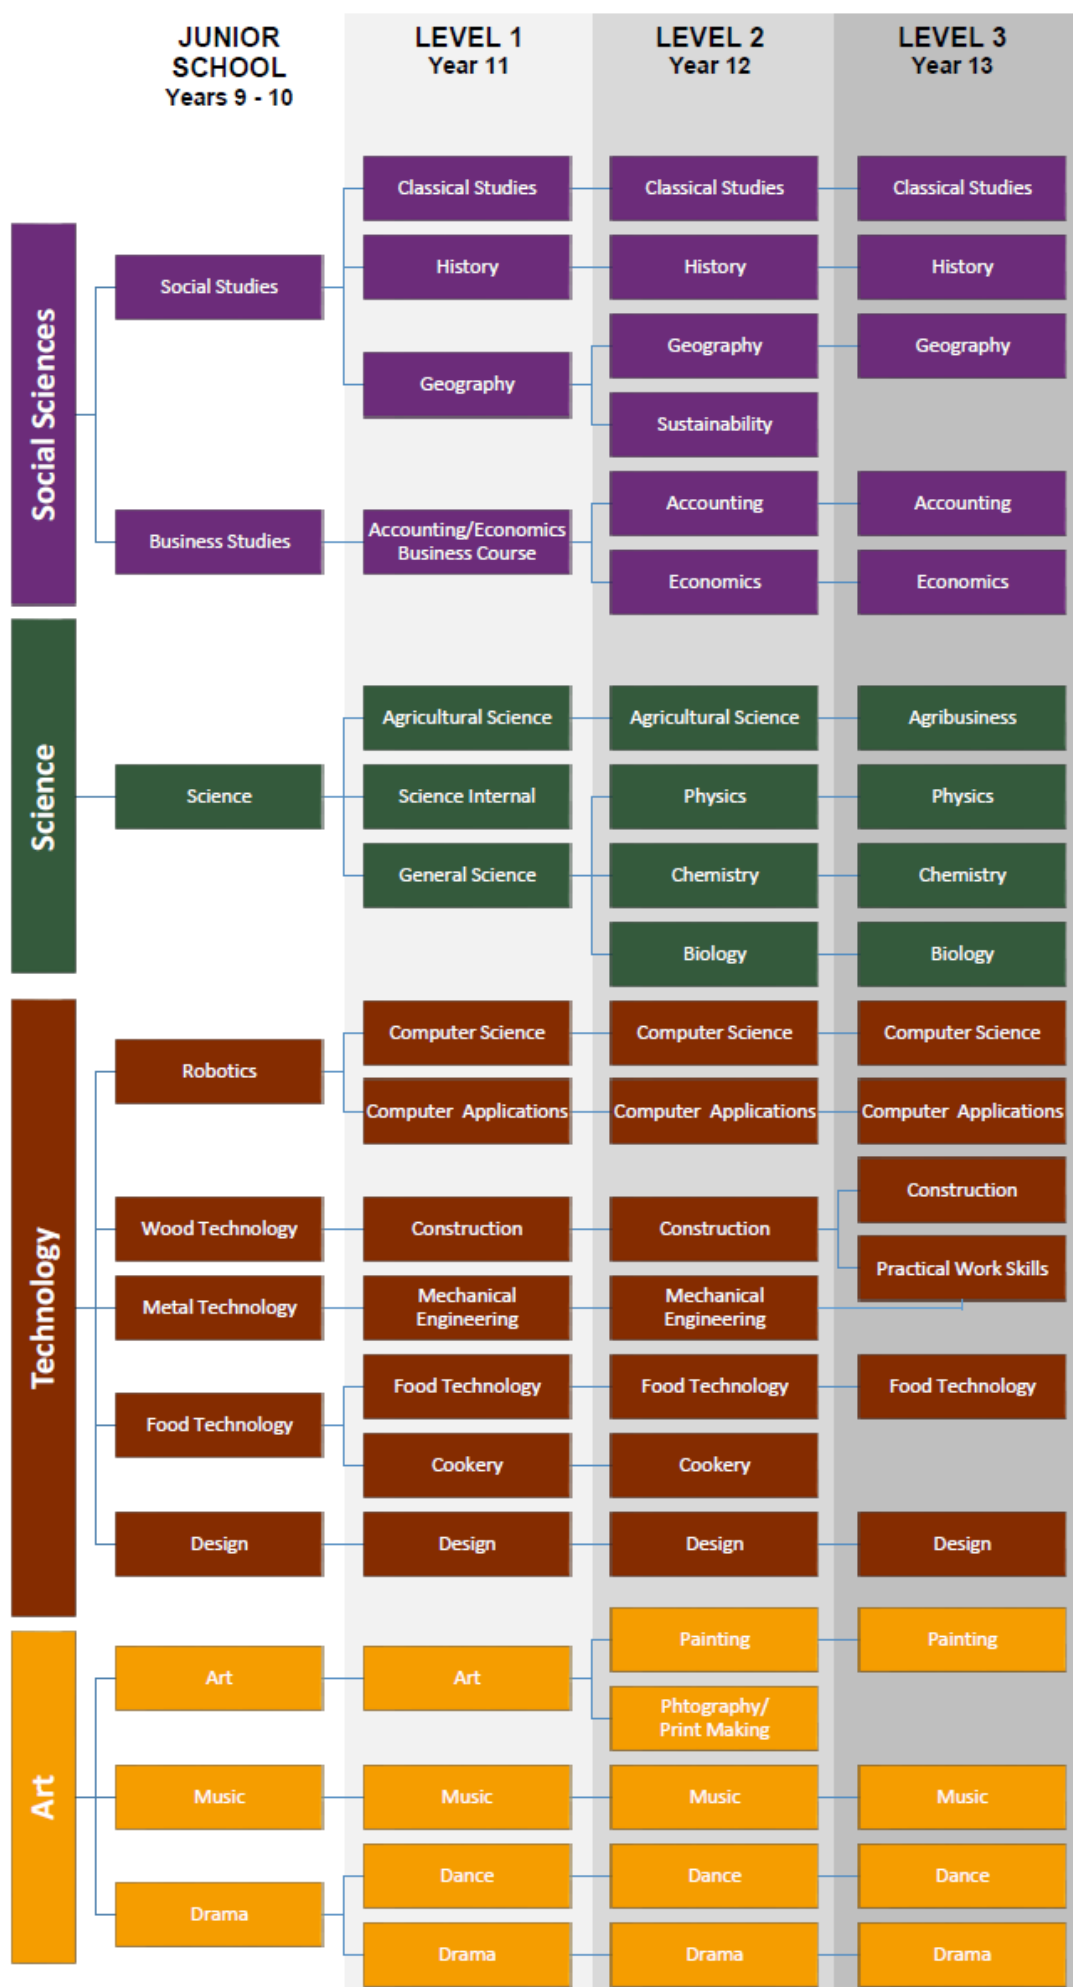 JUNIOR
SCHOOL
Years 9 - 10
LEVEL 1
Year 11
LEVEL 2
Year 12
LEVEL 3
Year 13
Social Sciences
Social Studies
Classical Studies
Classical Studies
Classical Studies
History
History
History
Geography
Geography
Geography
Sustainability
Business Studies
Accounting/Economics
Business Course
Accounting
Accounting
Economics
Economics
Science
Science
Agricultural Science
Agricultural Science
Agribusiness
Science Internal
General Science
Physics
Physics
Chemistry
Chemistry
Biology
Biology
Technology
Robotics
Computer Science
Computer Science
Computer Science
Computer Applications
Computer Applications
Computer Applications
Wood Technology
Construction
Construction
Construction
Practical Work Skills
Metal Technology
Mechanical
Engineering
Mechanical
Engineering
Food Technology
Food Technology
Food Technology
Food Technology
Cookery
Cookery
Design
Design
Design
Design
Art
Art
Art
Painting
Painting
Phtography/
Print Making
Music
Music
Music
Music
Drama
Dance
Dance
Dance
Drama
Drama
Drama